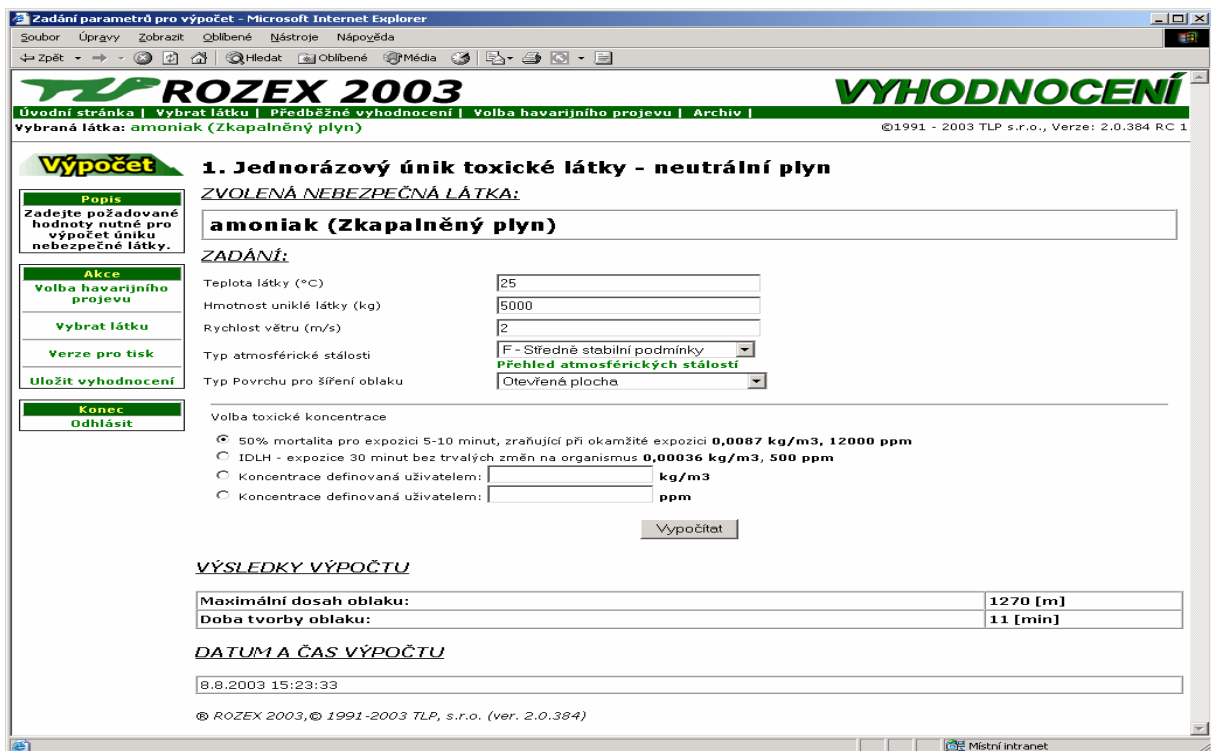 Zadání parametrů pro výpočet - Microsoft Internet Explorer
Soubor Úpravy Zobrazit Oblíbené Nástroje Nápověda
Zpět Hledat Oblíbené Média
TLP ROZEX 2003 VYHODNOCENÍ
Úvodní stránka | Vybrat látku | Předběžné vyhodnocení | Volba havarijního projevu | Archiv |
Vybraná látka: amoniak (Zkapalněný plyn) ©1991 - 2003 TLP s.r.o., Verze: 2.0.384 RC 1
Výpočet
Popis
Zadejte požadované
hodnoty nutné pro
výpočet úniku
nebezpečné látky.
Akce
Volba havarijního
projevu
Vybrat látku
Verze pro tisk
Uložit vyhodnocení
Konec
Odhlásit
1. Jednorázový únik toxické látky - neutrální plyn
ZVOLENÁ NEBEZPEČNÁ LÁTKA:
amoniak (Zkapalněný plyn)
ZADÁNÍ:
Teplota látky (°C) 25
Hmotnost uniklé látky (kg) 5000
Rychlost větru (m/s) 2
Typ atmosférické stálosti F - Středně stabilní podmínky
Přehled atmosférických stálostí
Typ Povrchu pro šíření oblaku Otevřená plocha
Volba toxické koncentrace
50% mortalita pro expozici 5-10 minut, zraňující při okamžité expozici 0,0087 kg/m3, 12000 ppm
IDLH - expozice 30 minut bez trvalých změn na organismus 0,00036 kg/m3, 500 ppm
Koncentrace definovaná uživatelem: kg/m3
Koncentrace definovaná uživatelem: ppm
Vypočítat
VÝSLEDKY VÝPOČTU
Maximální dosah oblaku: 1270 [m]
Doba tvorby oblaku: 11 [min]
DATUM A ČAS VÝPOČTU
8.8.2003 15:23:33
® ROZEX 2003,© 1991-2003 TLP, s.r.o. (ver. 2.0.384)
Místní intranet